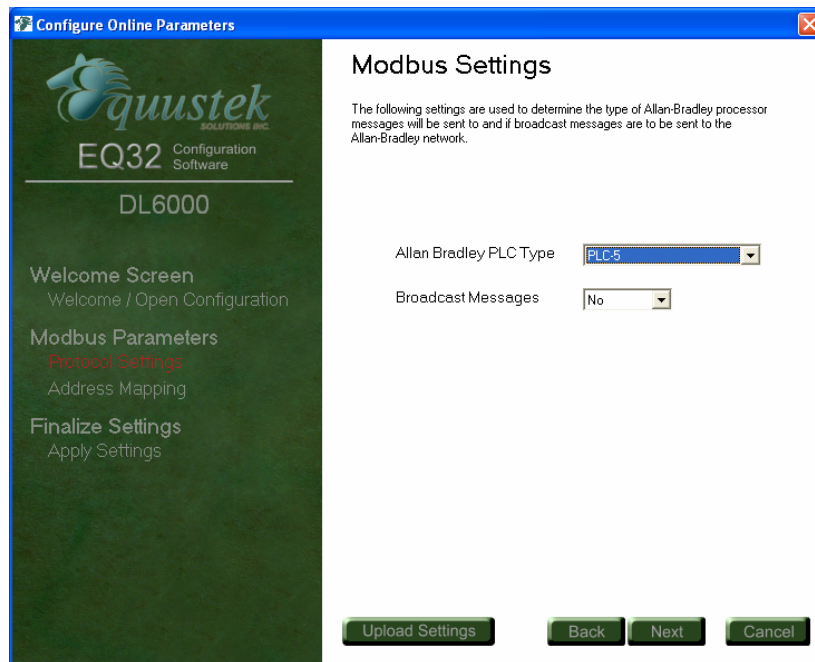 Configure Online Parameters
Equustek
SOLUTIONS INC.
EQ32 Configuration Software
DL6000
Welcome Screen
Welcome / Open Configuration
Modbus Parameters
Protocol Settings
Address Mapping
Finalize Settings
Apply Settings
Modbus Settings
The following settings are used to determine the type of Allan-Bradley processor
messages will be sent to and if broadcast messages are to be sent to the
Allan-Bradley network.
Allan Bradley PLC Type PLC-5
Broadcast Messages No
Upload Settings Back Next Cancel